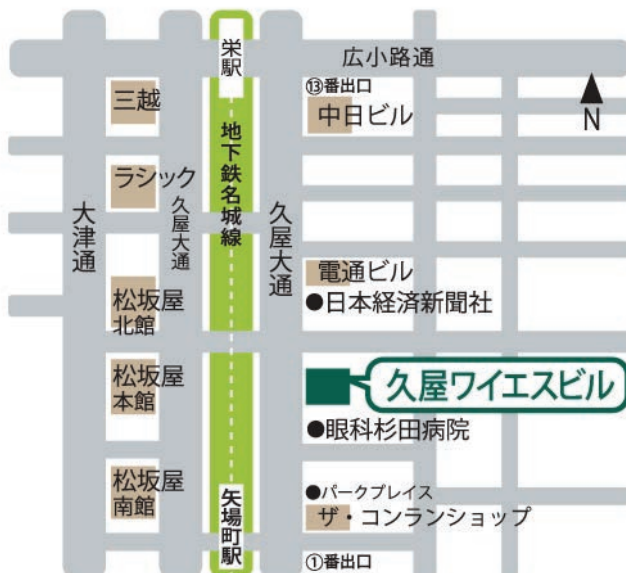 栄駅
広小路通
⑬番出口
三越
中日ビル
N
地下鉄名城線
ラシック
大津通
久屋大通
久屋大通
電通ビル
●日本経済新聞社
松坂屋
北館
松坂屋
本館
久屋ワイエスビル
●眼科杉田病院
松坂屋
南館
矢場町駅
●パークプレイス
ザ・コンランショップ
①番出口